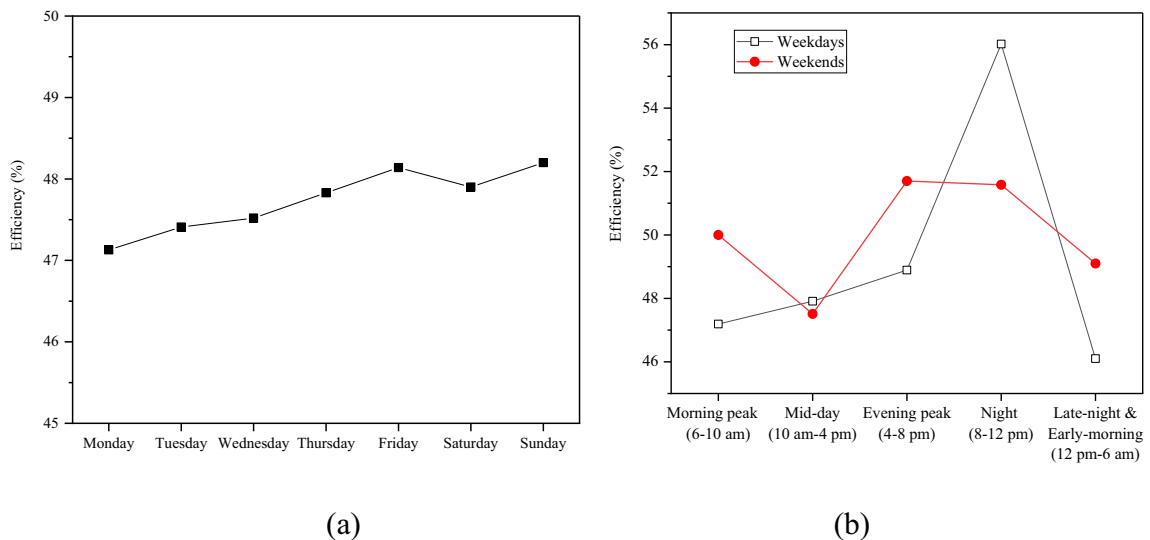 50
49
48
47
46
45
Efficiency (%)
Monday Tuesday Wednesday Thursday Friday Saturday Sunday
(a)
Weekdays
Weekends
56
54
52
50
48
46
Efficiency (%)
Morning peak Mid-day Evening peak Night Late-night &
(6-10 am) (10 am-4 pm) (4-8 pm) (8-12 pm) Early-morning
(12 pm-6 am)
(b)